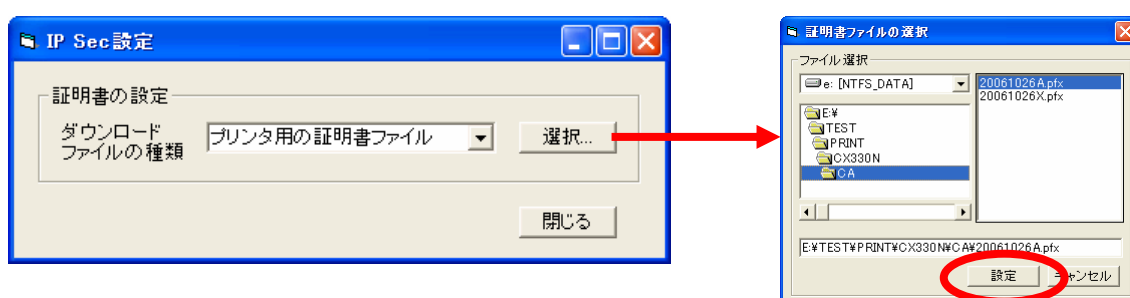 IP Sec設定
証明書の設定
ダウンロード
ファイルの種類
プリンタ用の証明書ファイル
選択...
閉じる
証明書ファイルの選択
ファイル選択
e: [NTFS_DATA]
E:¥
TEST
PRINT
CX330N
CA
20061026A.pfx
20061026X.pfx
E:¥TEST¥PRINT¥CX330N¥CA¥20061026A.pfx
設定
キャンセル